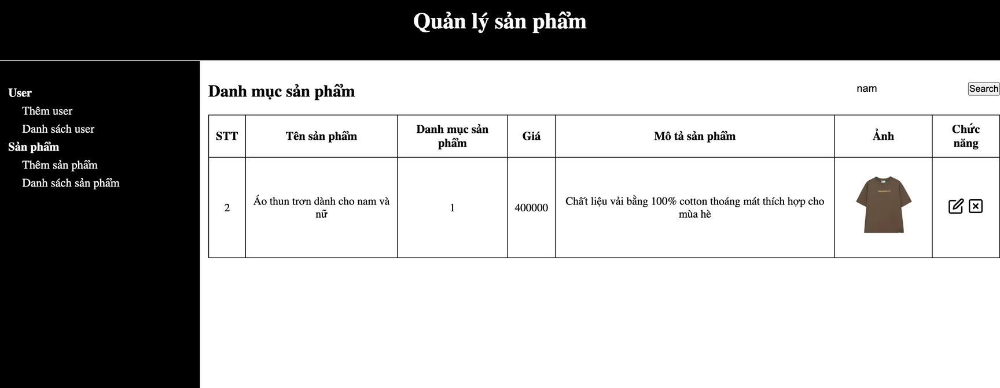 Quản lý sản phẩm
User
Thêm user
Danh sách user
Sản phẩm
Thêm sản phẩm
Danh sách sản phẩm
Danh mục sản phẩm
nam
Search
STT
Tên sản phẩm
Danh mục sản
phẩm
Giá
Mô tả sản phẩm
Ảnh
Chức
năng
2
Áo thun trơn dành cho nam và
nữ
1
400000
Chất liệu vải bằng 100% cotton thoáng mát thích hợp cho
mùa hè